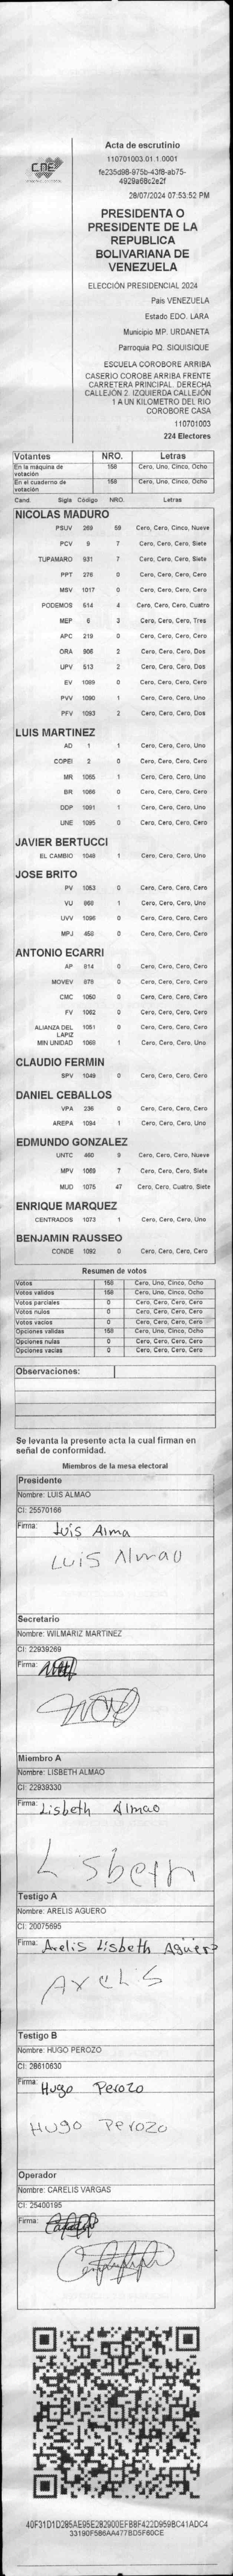 CNE
Acta de escrutinio
110701003.01.1.0001
fe235d98-975b-43f8-ab75-
4929a68c2e2f
28/07/2024 07:53:52 PM
PRESIDENTA O
PRESIDENTE DE LA
REPUBLICA
BOLIVARIANA DE
VENEZUELA
ELECCIÓN PRESIDENCIAL 2024
Pais VENEZUELA
Estado EDO. LARA
Municipio MP. URDANETA
Parroquia PQ. SIQUISIQUE
ESCUELA COROBORE ARRIBA
CASERIO COROBE ARRIBA FRENTE
CARRETERA PRINCIPAL. DERECHA
CALLEJÓN 2. IZQUIERDA CALLEJÓN
1 A UN KILOMETRO DEL RIO
COROBORE CASA
110701003
224 Electores
Votantes NRO. Letras
En la máquina de votación 158 Cero, Uno, Cinco, Ocho
En el cuaderno de votación 158 Cero, Uno, Cinco, Ocho
Cand. Sigla Código NRO. Letras
NICOLAS MADURO
PSUV 269 59 Cero, Cero, Cinco, Nueve
PCV 9 7 Cero, Cero, Cero, Siete
TUPAMARO 931 7 Cero, Cero, Cero, Siete
PPT 276 0 Cero, Cero, Cero, Cero
MSV 1017 0 Cero, Cero, Cero, Cero
PODEMOS 514 4 Cero, Cero, Cero, Cuatro
MEP 6 3 Cero, Cero, Cero, Tres
APC 219 0 Cero, Cero, Cero, Cero
ORA 906 2 Cero, Cero, Cero, Dos
UPV 513 2 Cero, Cero, Cero, Dos
EV 1099 0 Cero, Cero, Cero, Cero
PVV 1090 1 Cero, Cero, Cero, Uno
PFV 1093 2 Cero, Cero, Cero, Dos
LUIS MARTINEZ
AD 1 1 Cero, Cero, Cero, Uno
COPEI 2 0 Cero, Cero, Cero, Cero
MR 1065 1 Cero, Cero, Cero, Uno
BR 1066 0 Cero, Cero, Cero, Cero
DDP 1091 1 Cero, Cero, Cero, Uno
UNE 1095 0 Cero, Cero, Cero, Cero
JAVIER BERTUCCI
EL CAMBIO 1048 1 Cero, Cero, Cero, Uno
JOSE BRITO
PV 1053 0 Cero, Cero, Cero, Cero
VU 868 1 Cero, Cero, Cero, Uno
UVV 1096 0 Cero, Cero, Cero, Cero
MPJ 458 0 Cero, Cero, Cero, Cero
ANTONIO ECARRI
AP 814 0 Cero, Cero, Cero, Cero
MOVEV 878 0 Cero, Cero, Cero, Cero
CMC 1050 0 Cero, Cero, Cero, Cero
FV 1062 0 Cero, Cero, Cero, Cero
ALIANZA DEL LAPIZ 1051 0 Cero, Cero, Cero, Cero
MIN UNIDAD 1068 1 Cero, Cero, Cero, Uno
CLAUDIO FERMIN
SPV 1049 0 Cero, Cero, Cero, Cero
DANIEL CEBALLOS
VPA 236 0 Cero, Cero, Cero, Cero
AREPA 1094 1 Cero, Cero, Cero, Uno
EDMUNDO GONZALEZ
UNTC 460 9 Cero, Cero, Cero, Nueve
MPV 1069 7 Cero, Cero, Cero, Siete
MUD 1075 47 Cero, Cero, Cuatro, Siete
ENRIQUE MARQUEZ
CENTRADOS 1073 1 Cero, Cero, Cero, Uno
BENJAMIN RAUSSEO
CONDE 1092 0 Cero, Cero, Cero, Cero
Resumen de votos
Votos 158 Cero, Uno, Cinco, Ocho
Votos validos 158 Cero, Uno, Cinco, Ocho
Votos parciales 0 Cero, Cero, Cero, Cero
Votos nulos 0 Cero, Cero, Cero, Cero
Votos vacios 0 Cero, Cero, Cero, Cero
Opciones validas 158 Cero, Uno, Cinco, Ocho
Opciones nulas 0 Cero, Cero, Cero, Cero
Opciones vacias 0 Cero, Cero, Cero, Cero
Observaciones:
Se levanta la presente acta la cual firman en
señal de conformidad.
Miembros de la mesa electoral
Presidente
Nombre: LUIS ALMAO
CI: 25570166
Firma: Luis Alma
Luis Almao
Secretario
Nombre: WILMARIZ MARTINEZ
CI: 22939269
Firma:
Miembro A
Nombre: LISBETH ALMAO
CI: 22939330
Firma: Lisbeth Almao
Lsbeth
Testigo A
Nombre: ARELIS AGUERO
CI: 20075695
Firma: Arelis Lisbeth Aguero
Arelis
Testigo B
Nombre: HUGO PEROZO
CI: 28610630
Firma: Hugo Perozo
Hugo Perozo
Operador
Nombre: CARELIS VARGAS
CI: 25400195
Firma:
40F31D1D285AE95E282900EFB8F422D959BC41ADC4
33190F586AA477BD5F60CE